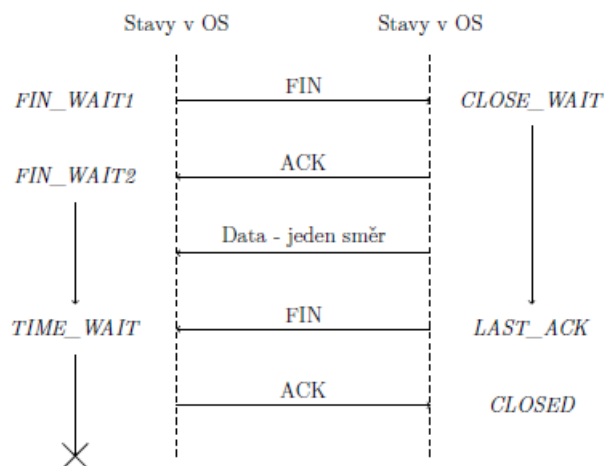 Stavy v OS Stavy v OS
FIN_WAIT1 FIN CLOSE_WAIT
FIN_WAIT2 ACK
Data - jeden směr
TIME_WAIT FIN LAST_ACK
ACK CLOSED